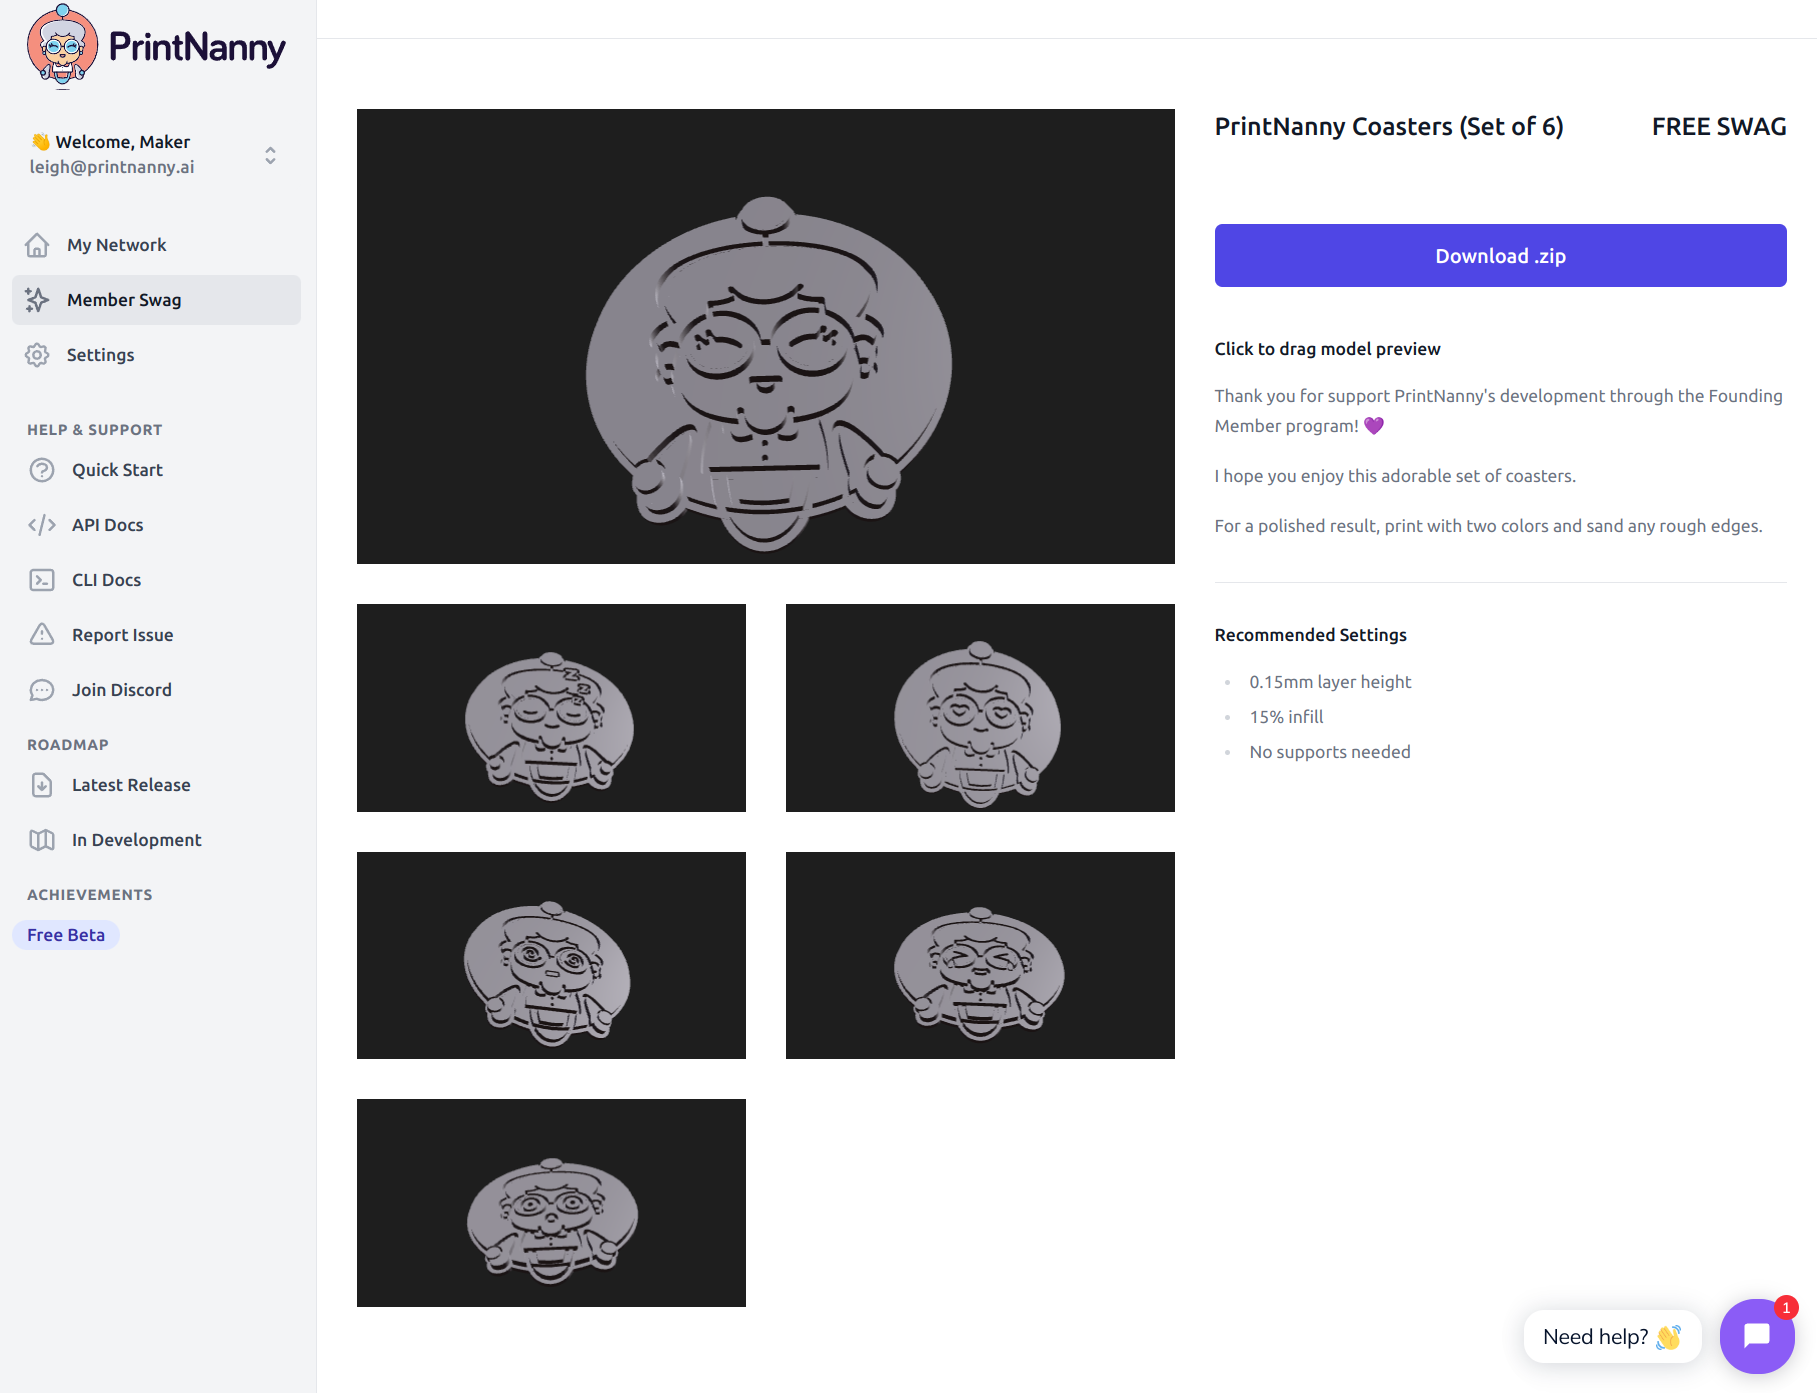 PrintNanny
👋 Welcome, Maker
leigh@printnanny.ai
My Network
Member Swag
Settings
HELP & SUPPORT
Quick Start
API Docs
CLI Docs
Report Issue
Join Discord
ROADMAP
Latest Release
In Development
ACHIEVEMENTS
Free Beta
z
z
z
PrintNanny Coasters (Set of 6)
FREE SWAG
Download .zip
Click to drag model preview
Thank you for support PrintNanny's development through the Founding
Member program! 💜
I hope you enjoy this adorable set of coasters.
For a polished result, print with two colors and sand any rough edges.
Recommended Settings
• 0.15mm layer height
• 15% infill
• No supports needed
Need help? 👋
1